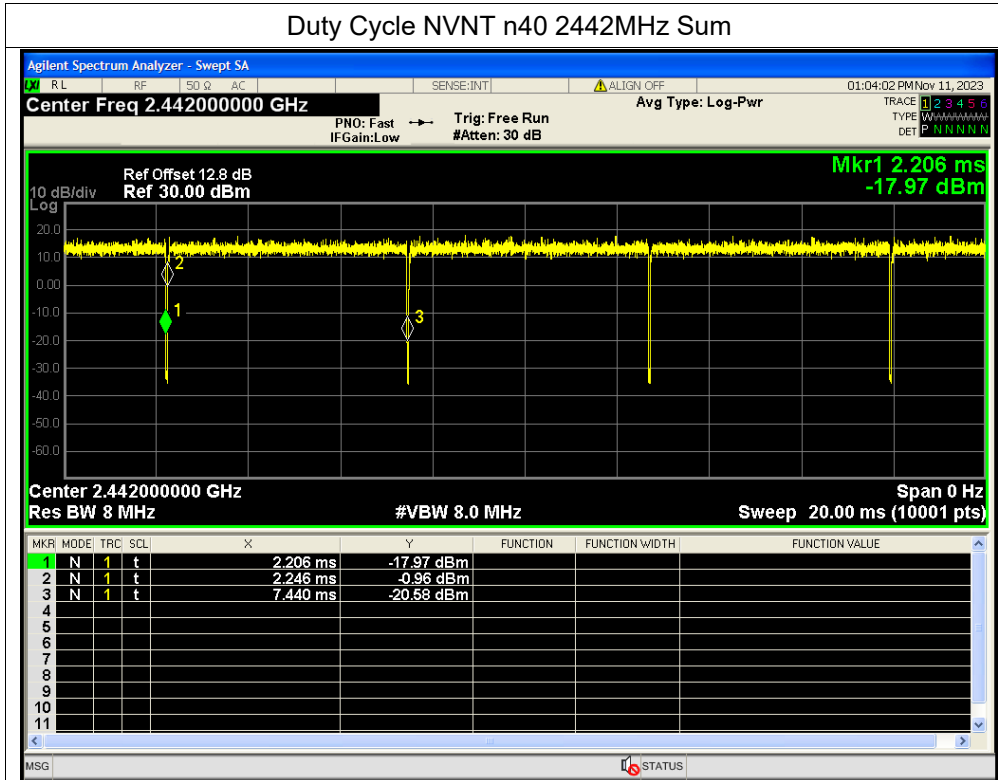 Duty Cycle NVNT n40 2442MHz Sum
Agilent Spectrum Analyzer - Swept SA
LXI RL RF 50 Ω AC SENSE:INT ALIGN OFF 01:04:02 PM Nov 11, 2023
Center Freq 2.442000000 GHz Avg Type: Log-Pwr TRACE 1 2 3 4 5 6
PNO: Fast Trig: Free Run TYPE WWWWWW
IFGain:Low #Atten: 30 dB DET P N N N N N
Mkr1 2.206 ms
Ref Offset 12.8 dB
10 dB/div Ref 30.00 dBm -17.97 dBm
Log
20.0
10.0
2
0.00
-10.0
1
3
-20.0
-30.0
-40.0
-50.0
-60.0
Center 2.442000000 GHz Span 0 Hz
Res BW 8 MHz #VBW 8.0 MHz Sweep 20.00 ms (10001 pts)
MKR MODE TRC SCL X Y FUNCTION FUNCTION WIDTH FUNCTION VALUE
1 N 1 t 2.206 ms -17.97 dBm
2 N 1 t 2.246 ms -0.96 dBm
3 N 1 t 7.440 ms -20.58 dBm
4
5
6
7
8
9
10
11
MSG STATUS